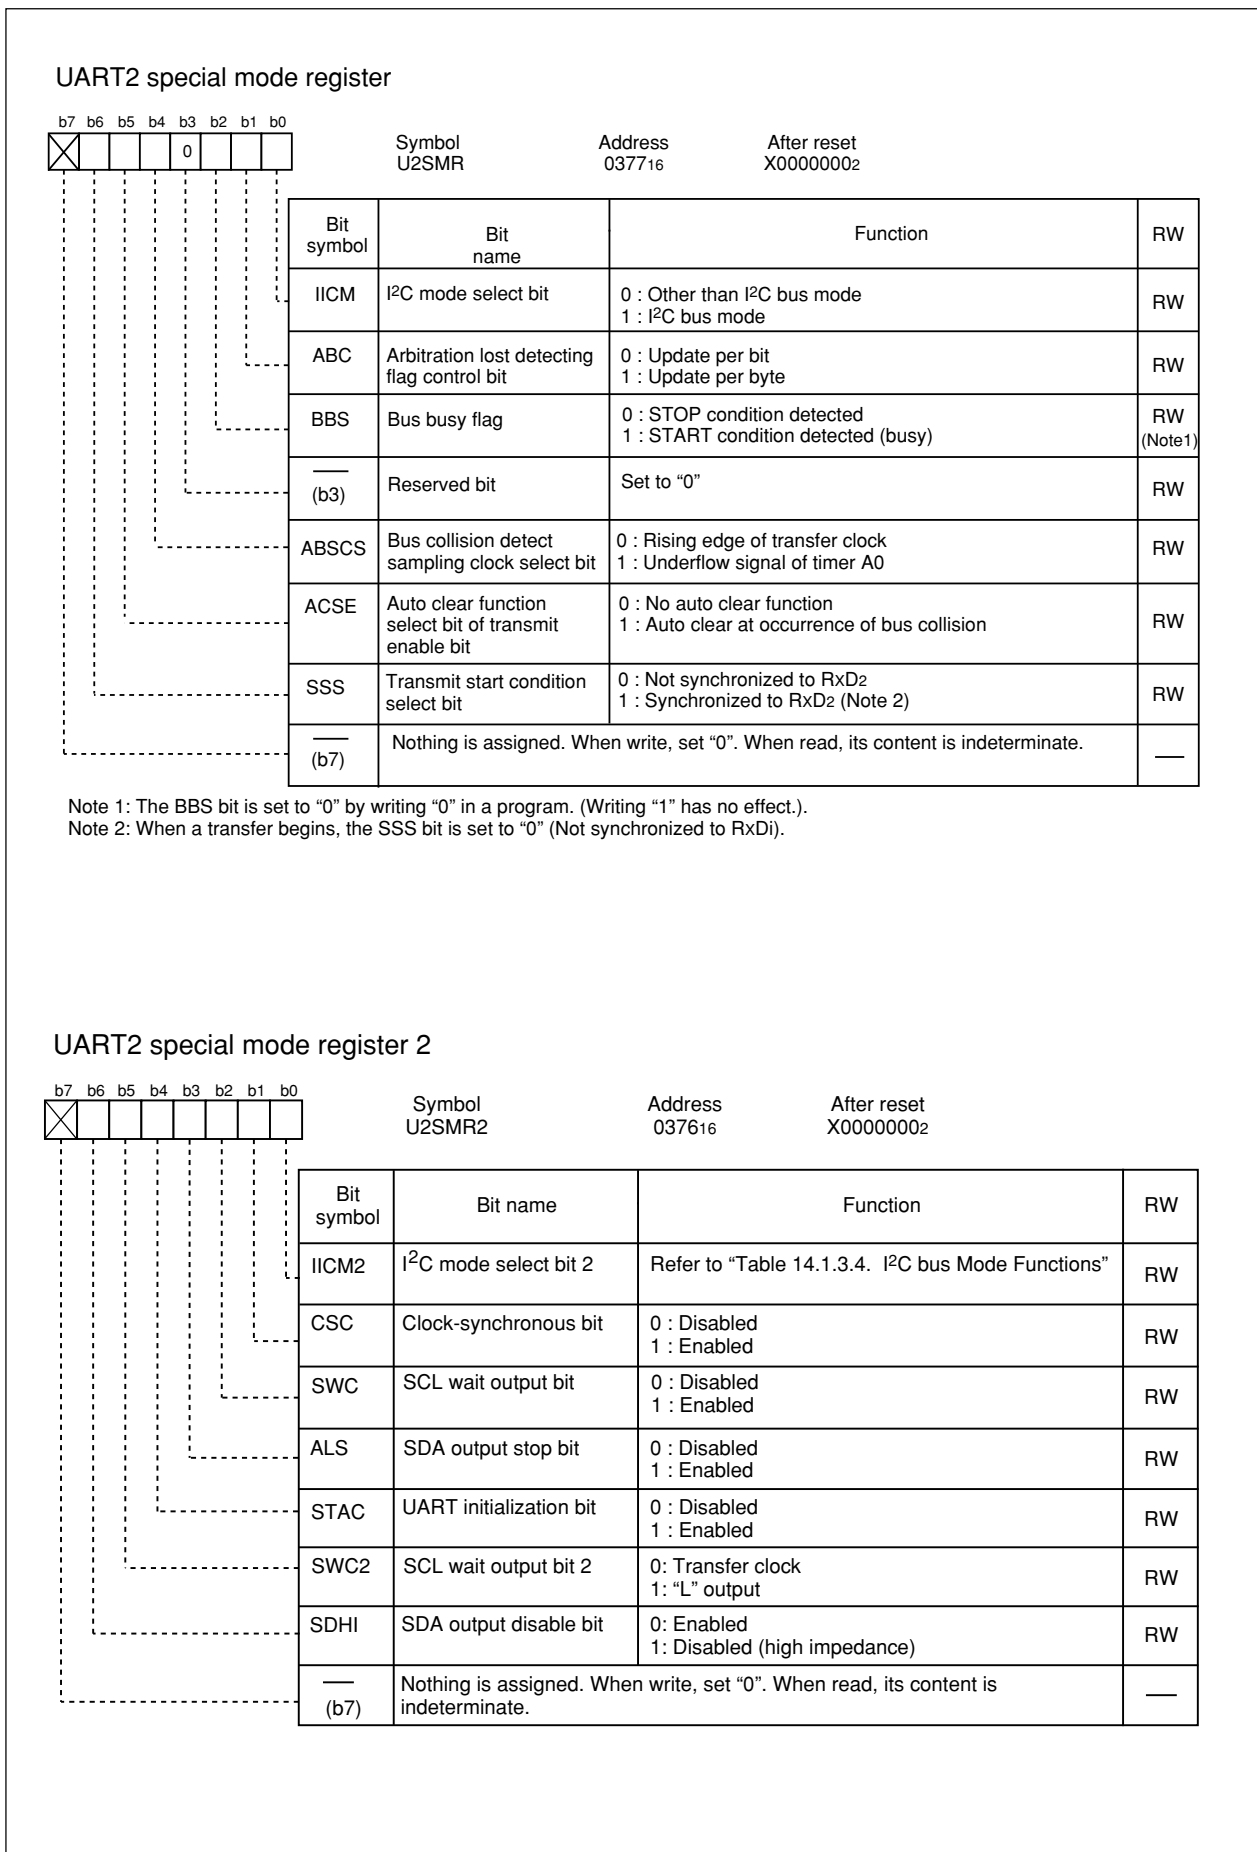 UART2 special mode register
b7 b6 b5 b4 b3 b2 b1 b0
0
Symbol Address After reset
U2SMR 037716 X00000002
Bit symbol Bit name Function RW
IICM I2C mode select bit 0 : Other than I2C bus mode RW
1 : I2C bus mode
ABC Arbitration lost detecting 0 : Update per bit RW
flag control bit 1 : Update per byte
BBS Bus busy flag 0 : STOP condition detected RW
1 : START condition detected (busy) (Note1)
(b3) Reserved bit Set to “0” RW
ABSCS Bus collision detect 0 : Rising edge of transfer clock RW
sampling clock select bit 1 : Underflow signal of timer A0
ACSE Auto clear function 0 : No auto clear function RW
select bit of transmit 1 : Auto clear at occurrence of bus collision
enable bit
SSS Transmit start condition 0 : Not synchronized to RxD2 RW
select bit 1 : Synchronized to RxD2 (Note 2)
(b7) Nothing is assigned. When write, set “0”. When read, its content is indeterminate.
Note 1: The BBS bit is set to “0” by writing “0” in a program. (Writing “1” has no effect.).
Note 2: When a transfer begins, the SSS bit is set to “0” (Not synchronized to RxDi).
UART2 special mode register 2
b7 b6 b5 b4 b3 b2 b1 b0
Symbol Address After reset
U2SMR2 037616 X00000002
Bit symbol Bit name Function RW
IICM2 I2C mode select bit 2 Refer to “Table 14.1.3.4. I2C bus Mode Functions” RW
CSC Clock-synchronous bit 0 : Disabled RW
1 : Enabled
SWC SCL wait output bit 0 : Disabled RW
1 : Enabled
ALS SDA output stop bit 0 : Disabled RW
1 : Enabled
STAC UART initialization bit 0 : Disabled RW
1 : Enabled
SWC2 SCL wait output bit 2 0: Transfer clock RW
1: “L” output
SDHI SDA output disable bit 0: Enabled RW
1: Disabled (high impedance)
(b7) Nothing is assigned. When write, set “0”. When read, its content is
indeterminate.